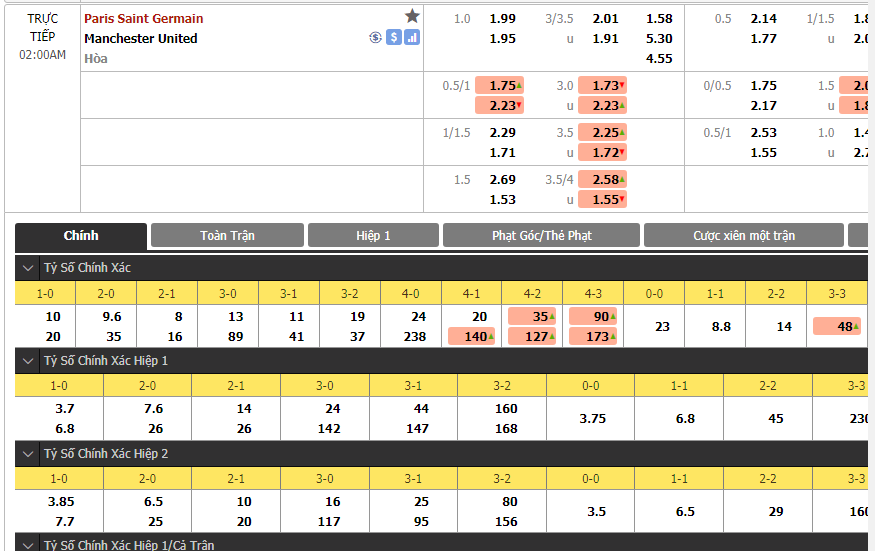 TRỰC TIẾP 02:00AM
Paris Saint Germain
Manchester United
Hòa
1.0 1.99 3/3.5 2.01 1.58 0.5 2.14 1/1.5
1.95 u 1.91 5.30 1.77 u
4.55
0.5/1 1.75 3.0 1.73 0/0.5 1.75 1.5
2.23 u 2.23 2.17 u
1/1.5 2.29 3.5 2.25 0.5/1 2.53 1.0
1.71 u 1.72 1.55 u
1.5 2.69 3.5/4 2.58
1.53 u 1.55
Chính Toàn Trận Hiệp 1 Phạt Góc/Thẻ Phạt Cược xiên một trận
Tỷ Số Chính Xác
1-0 2-0 2-1 3-0 3-1 3-2 4-0 4-1 4-2 4-3 0-0 1-1 2-2 3-3
10 9.6 8 13 11 19 24 20 35 90 23 8.8 14 48
20 35 16 89 41 37 238 140 127 173
Tỷ Số Chính Xác Hiệp 1
1-0 2-0 2-1 3-0 3-1 3-2 0-0 1-1 2-2 3-3
3.7 7.6 14 24 44 160 3.75 6.8 45 230
6.8 26 26 142 147 168
Tỷ Số Chính Xác Hiệp 2
1-0 2-0 2-1 3-0 3-1 3-2 0-0 1-1 2-2 3-3
3.85 6.5 10 16 25 80 3.5 6.5 29 160
7.7 25 20 117 95 156
Tỷ Số Chính Xác Hiệp 1/Cả Trận